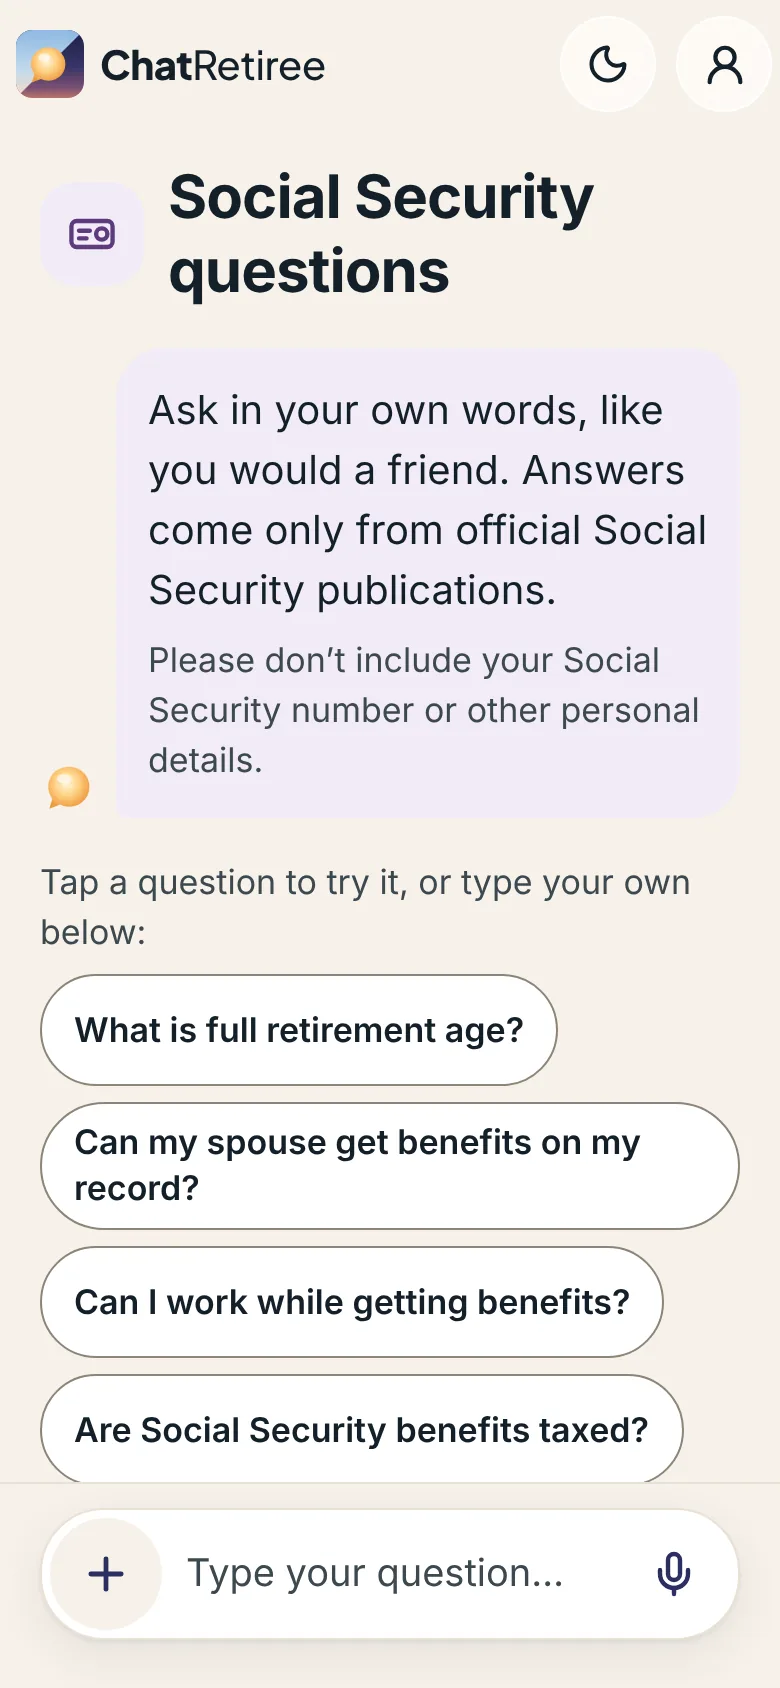 ChatRetiree
Social Security
questions
Ask in your own words, like
you would a friend. Answers
come only from official Social
Security publications.
Please don’t include your Social
Security number or other personal
details.
Tap a question to try it, or type your own
below:
What is full retirement age?
Can my spouse get benefits on my
record?
Can I work while getting benefits?
Are Social Security benefits taxed?
Type your question...